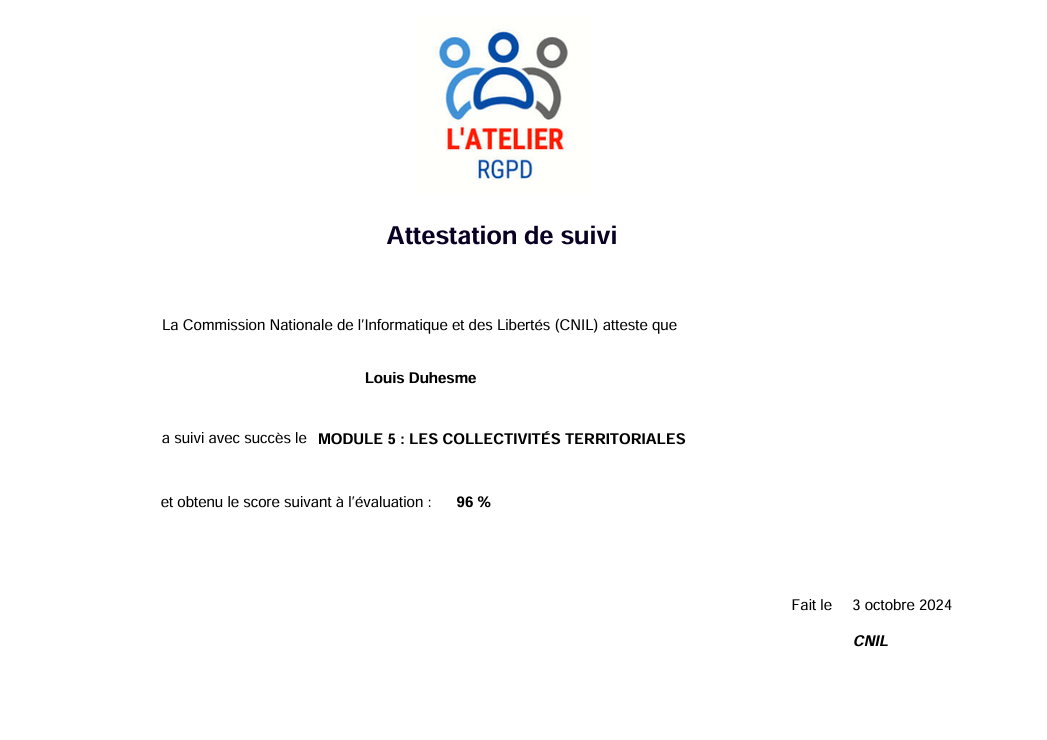 L'ATELIER
RGPD
Attestation de suivi
La Commission Nationale de l'Informatique et des Libertés (CNIL) atteste que
Louis Duhesme
a suivi avec succès le MODULE 5 : LES COLLECTIVITÉS TERRITORIALES
et obtenu le score suivant à l'évaluation : 96 %
Fait le 3 octobre 2024
CNIL